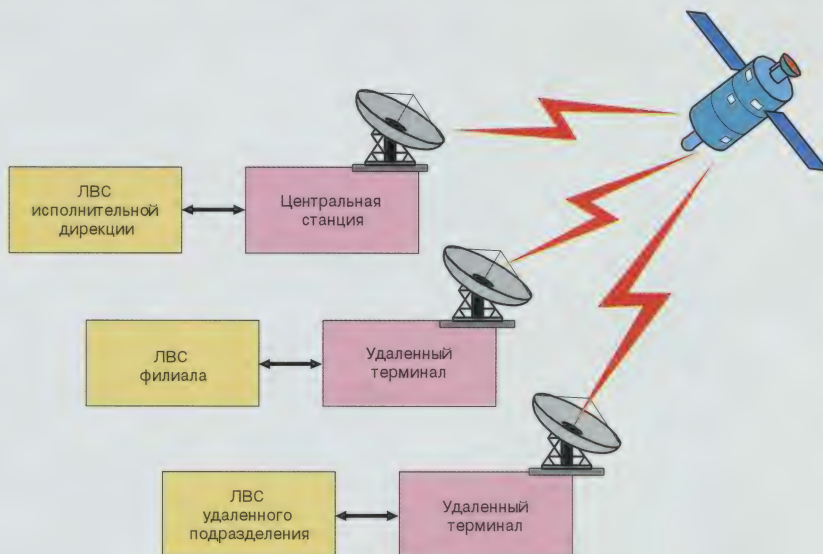 ЛВС
исполнительной
дирекции
Центральная
станция
ЛВС
филиала
Удаленный
терминал
ЛВС
удаленного
подразделения
Удаленный
терминал